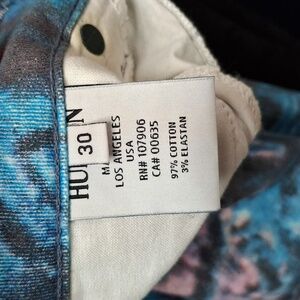 30
LOS ANGELES
USA
RN# 107906
CA# 00635
97% COTTON
3% ELASTAN